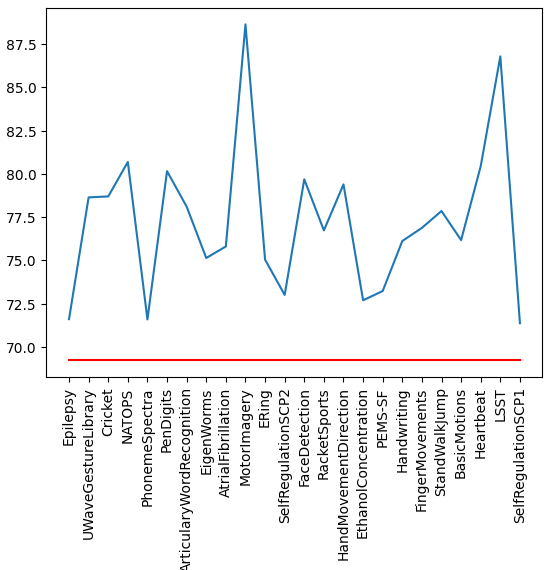 87.5
85.0
82.5
80.0
77.5
75.0
72.5
70.0
Epilepsy
UWaveGestureLibrary
Cricket
NATOPS
PhonemeSpectra
PenDigits
ArticularyWordRecognition
EigenWorms
AtrialFibrillation
MotorImagery
ERing
SelfRegulationSCP2
FaceDetection
RacketSports
HandMovementDirection
EthanolConcentration
PEMS-SF
Handwriting
FingerMovements
StandWalkJump
BasicMotions
Heartbeat
LSST
SelfRegulationSCP1